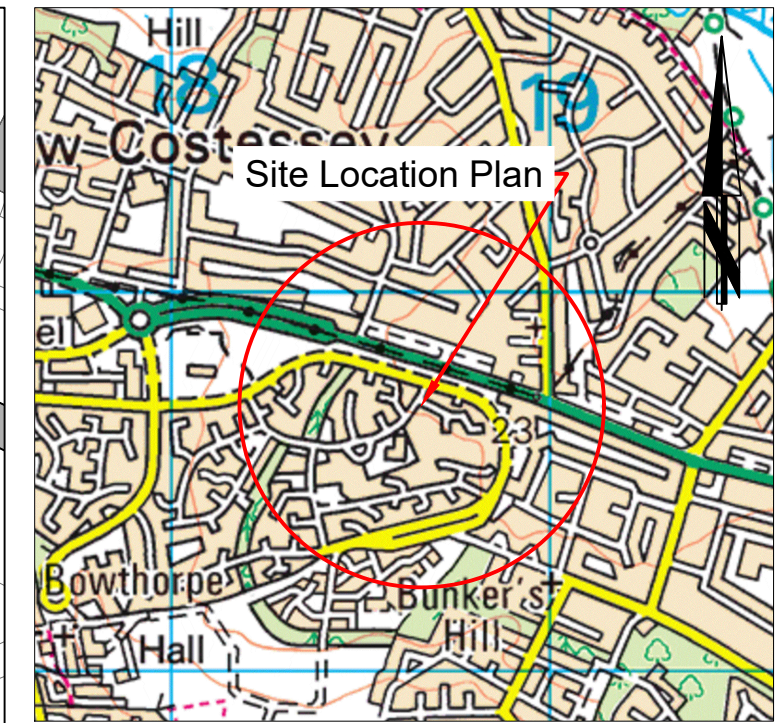 Hill
18
19
w Costessey
Site Location Plan
el
23
Bowthorpe
Bunker's
Hall
Hill
N